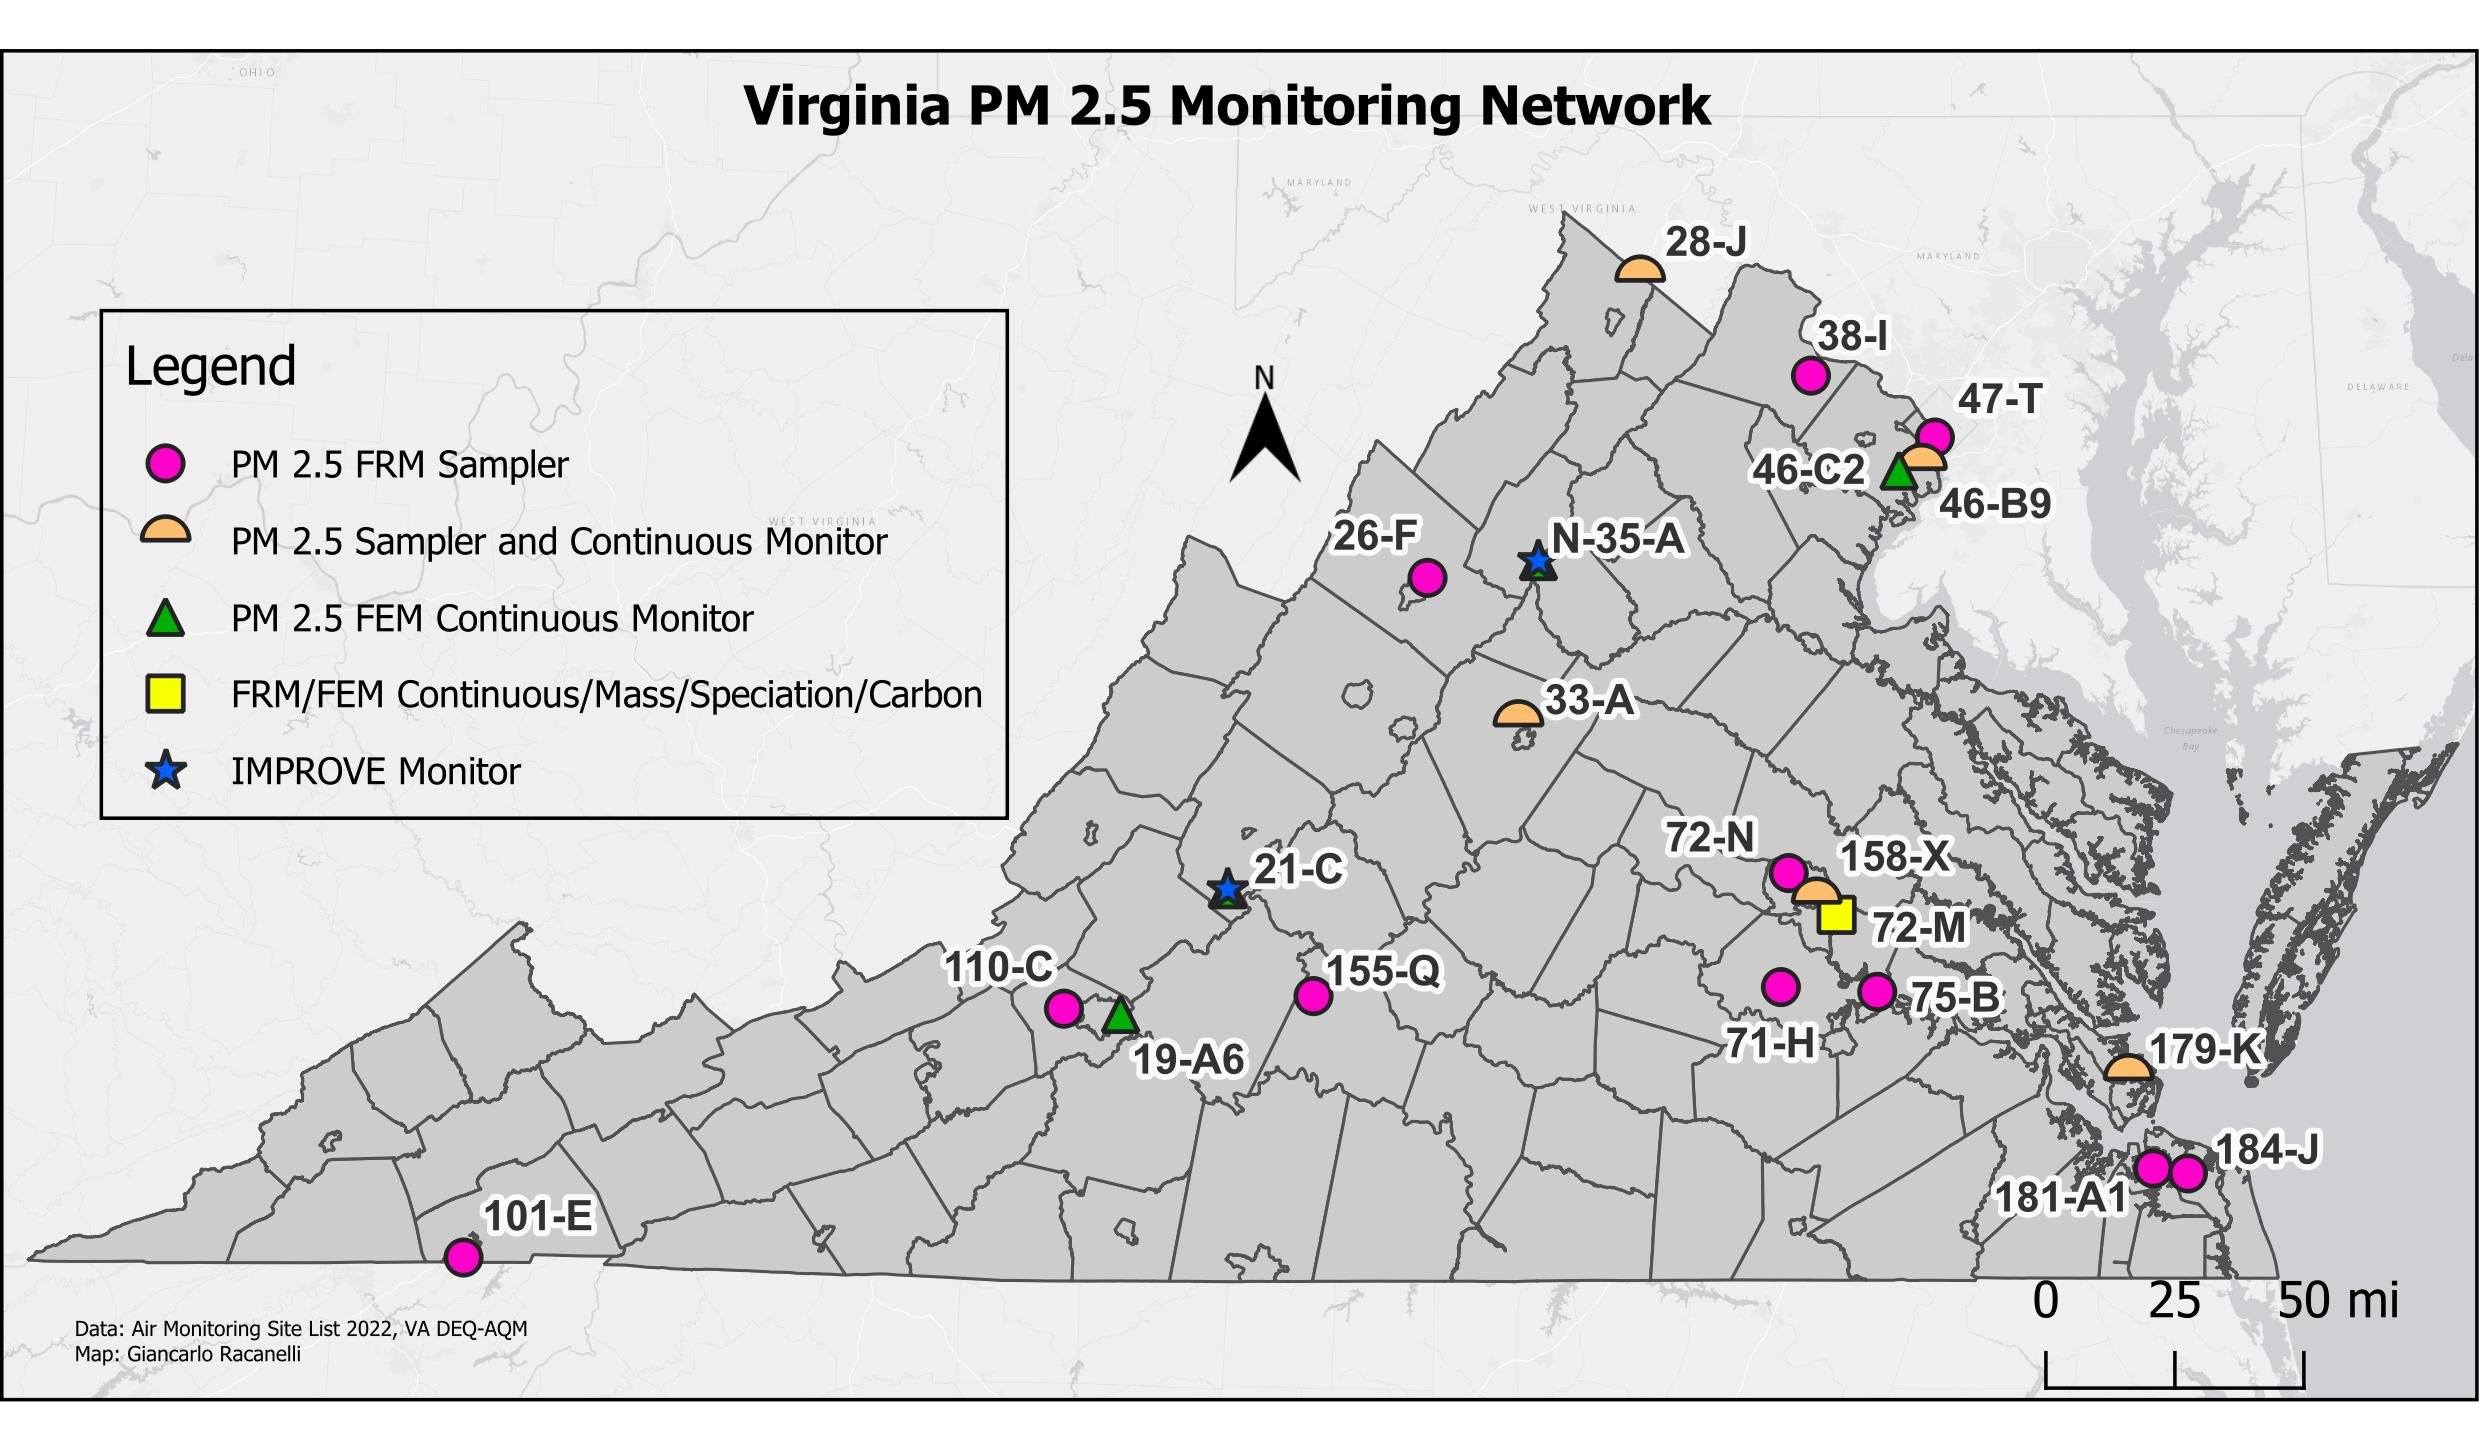 Virginia PM 2.5 Monitoring Network
OHIO
MARYLAND
WEST VIRGINIA
MARYLAND
DELAWARE
WEST VIRGINIA
Chesapeake
Bay
N
Legend
PM 2.5 FRM Sampler
PM 2.5 Sampler and Continuous Monitor
PM 2.5 FEM Continuous Monitor
FRM/FEM Continuous/Mass/Speciation/Carbon
IMPROVE Monitor
28-J
38-I
47-T
46-C2
46-B9
26-F
N-35-A
33-A
72-N
158-X
21-C
72-M
110-C
155-Q
75-B
71-H
19-A6
179-K
184-J
181-A1
101-E
0 25 50 mi
Data: Air Monitoring Site List 2022, VA DEQ-AQM
Map: Giancarlo Racanelli